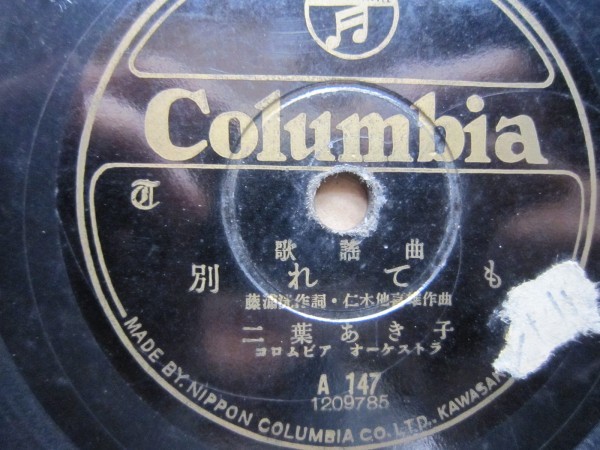 Columbia
T
歌謡曲
別れても
藤浦洸作詞・仁木他喜雄作曲
二葉あき子
コロムビア オーケストラ
A 147
1209785
MADE BY NIPPON COLUMBIA CO. LTD., KAWASAK